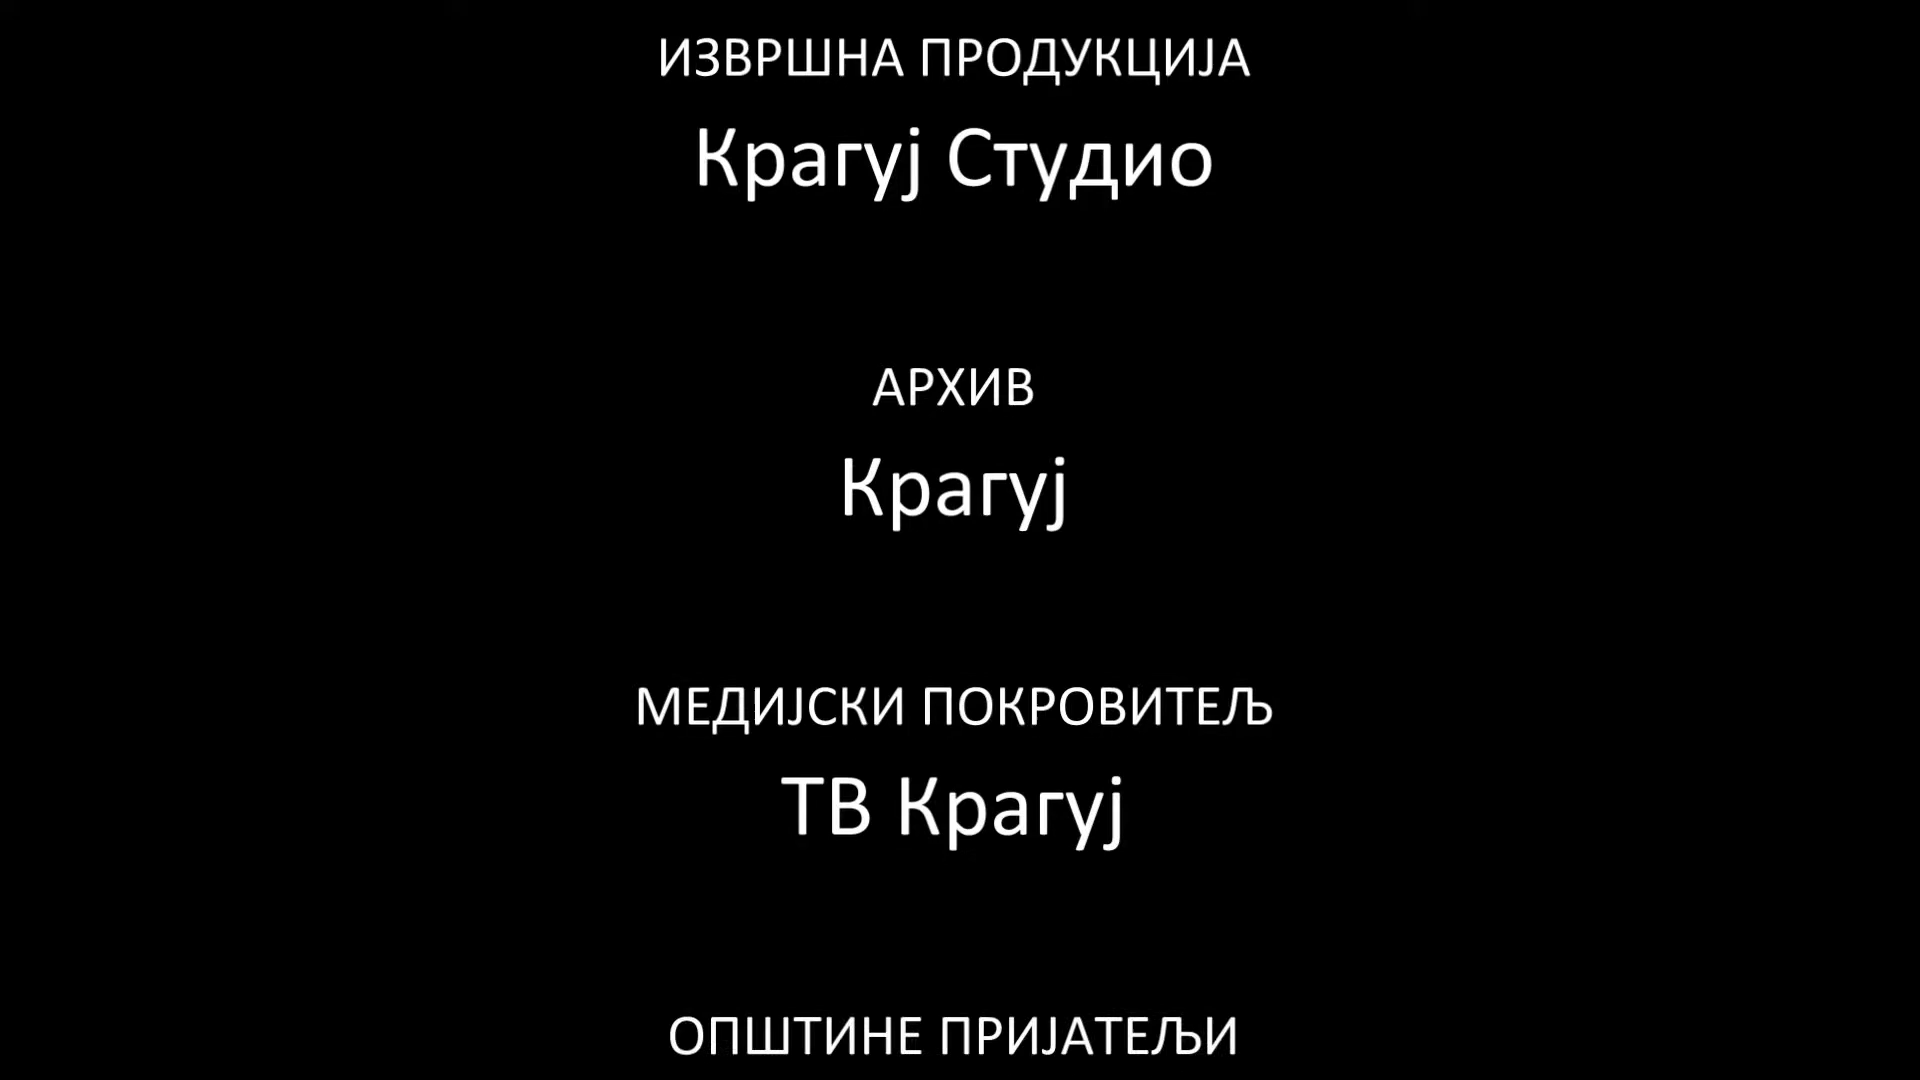 ИЗВРШНА ПРОДУКЦИЈА
Крагуј Студио
АРХИВ
Крагуј
МЕДИЈСКИ ПОКРОВИТЕЉ
ТВ Крагуј
ОПШТИНЕ ПРИЈАТЕЉИ